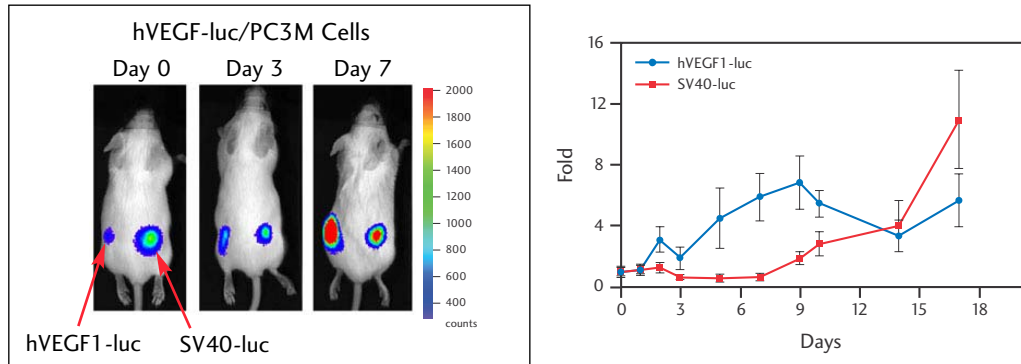 hVEGF-luc/PC3M Cells
Day 0 Day 3 Day 7
2000
1800
1600
1400
1200
1000
800
600
400
counts
hVEGF1-luc SV40-luc
16
12
8
4
0
Fold
hVEGF1-luc
SV40-luc
0 3 6 9 12 15 18
Days